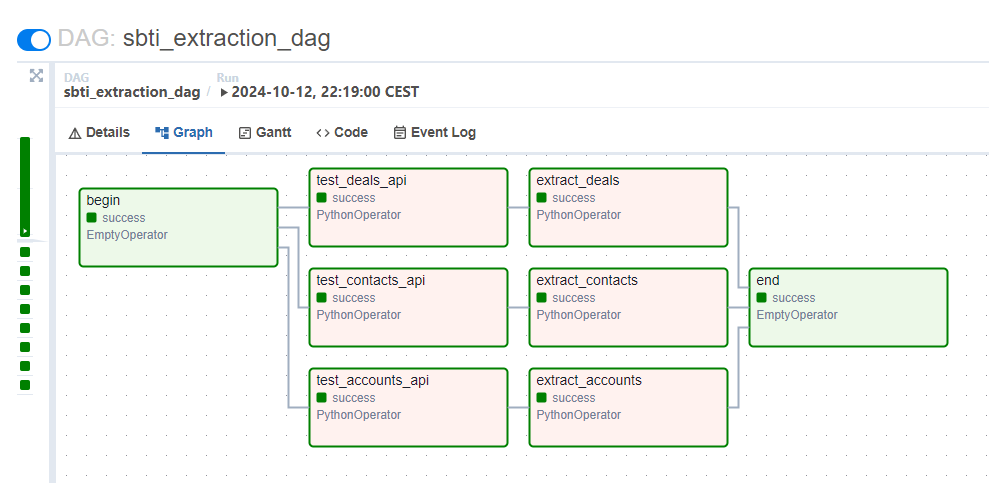 DAG: sbti_extraction_dag
DAG
sbti_extraction_dag / 2024-10-12, 22:19:00 CEST
Run
Details Graph Gantt Code Event Log
begin
success
EmptyOperator
test_deals_api
success
PythonOperator
extract_deals
success
PythonOperator
test_contacts_api
success
PythonOperator
extract_contacts
success
PythonOperator
test_accounts_api
success
PythonOperator
extract_accounts
success
PythonOperator
end
success
EmptyOperator